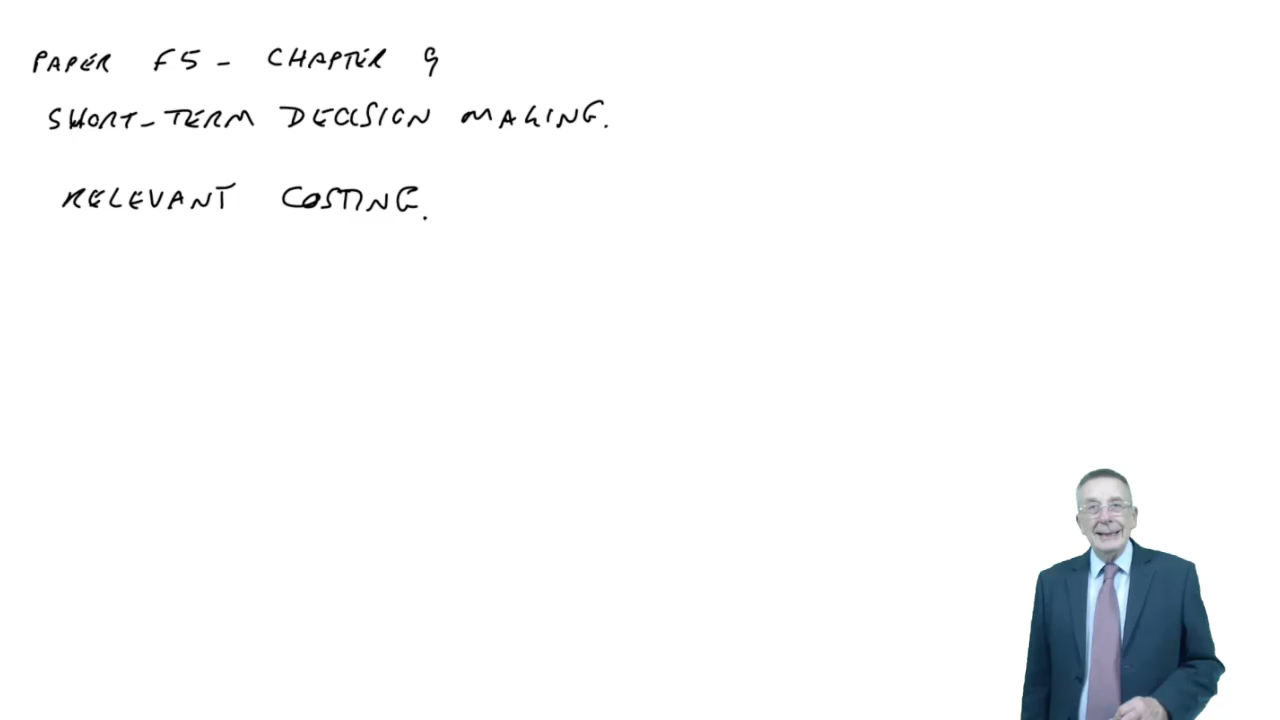 PAPER F5 - CHAPTER 9
SHORT-TERM DECISION MAKING.
RELEVANT COSTING.